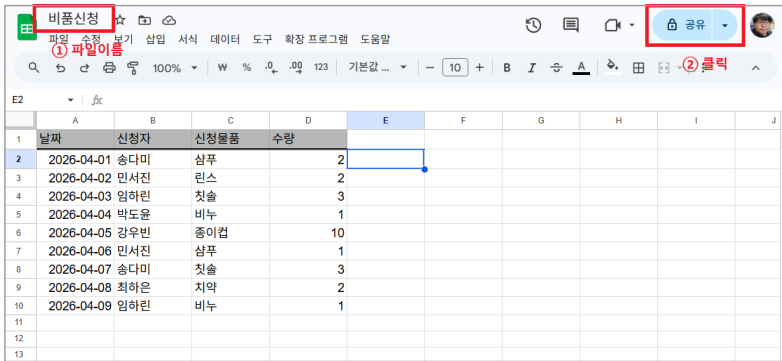 비품신청
파일 수정 보기 삽입 서식 데이터 도구 확장 프로그램 도움말
① 파일이름
공유
② 클릭
100% ₩ % .0 .00 123 기본값 ... − 10 + B I A
E2 fx
A B C D E F G H I J
1 날짜 신청자 신청물품 수량
2 2026-04-01 송다미 샴푸 2
3 2026-04-02 민서진 린스 2
4 2026-04-03 임하린 칫솔 3
5 2026-04-04 박도윤 비누 1
6 2026-04-05 강우빈 종이컵 10
7 2026-04-06 민서진 샴푸 1
8 2026-04-07 송다미 칫솔 3
9 2026-04-08 최하은 치약 2
10 2026-04-09 임하린 비누 1
11
12
13